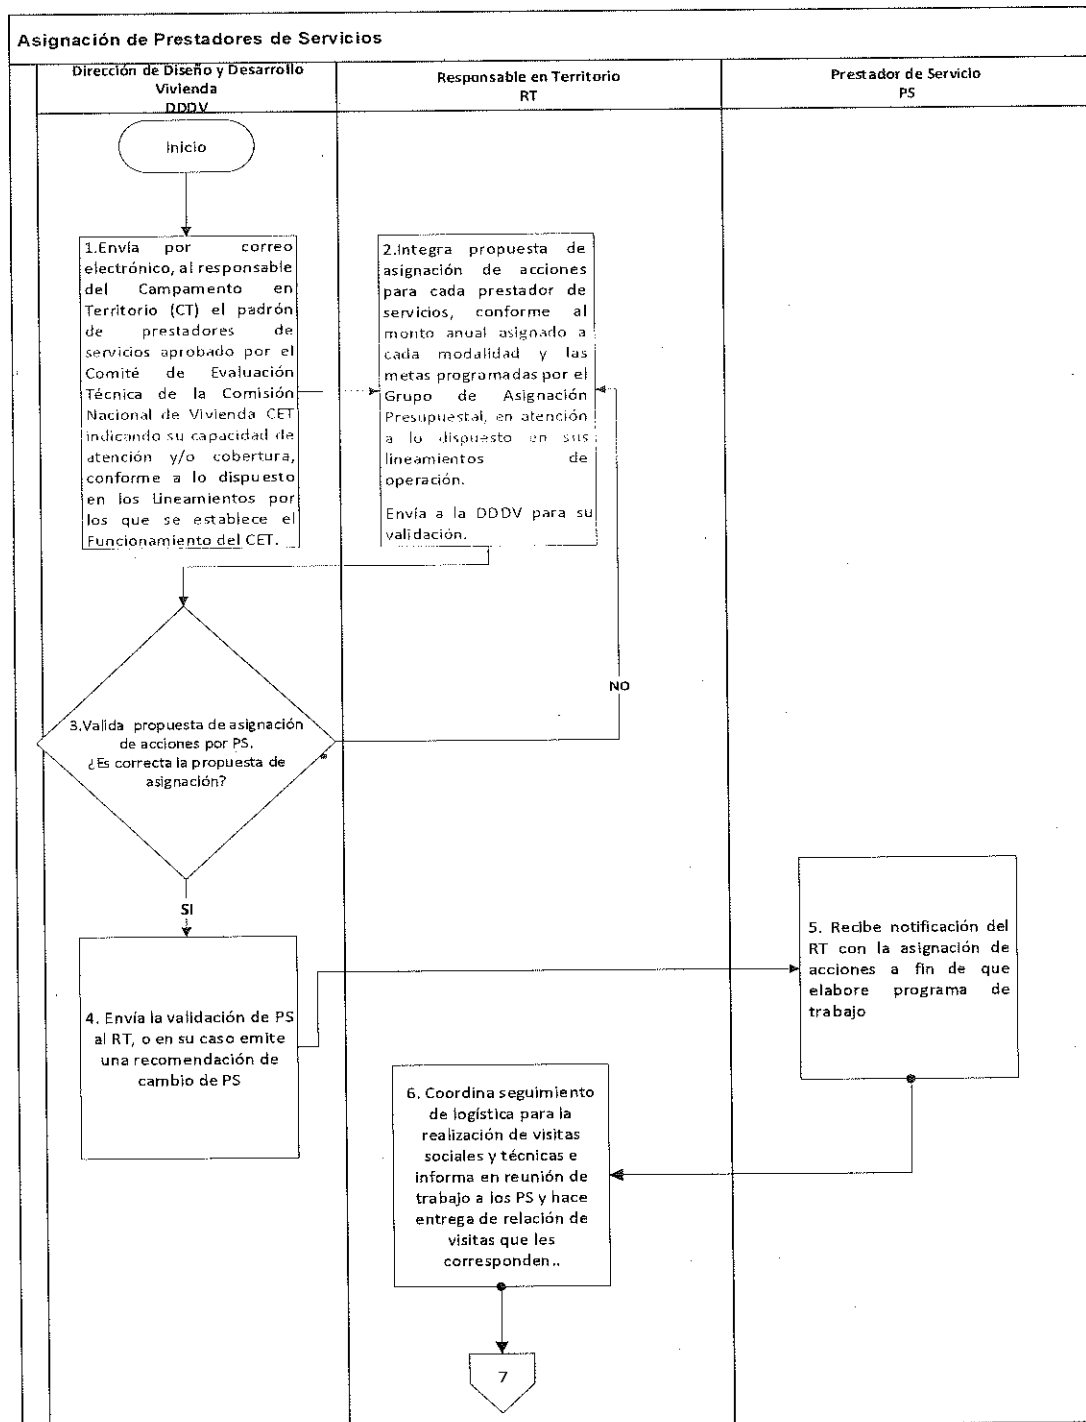 Asignación de Prestadores de Servicios
Dirección de Diseño y Desarrollo
Vivienda
DDDV
Responsable en Territorio
RT
Prestador de Servicio
PS
Inicio
1.Envía por correo
electrónico, al responsable
del Campamento en
Territorio (CT) el padrón
de prestadores de
servicios aprobado por el
Comité de Evaluación
Técnica de la Comisión
Nacional de Vivienda CET
indicando su capacidad de
atención y/o cobertura,
conforme a lo dispuesto
en los Lineamientos por
los que se establece el
Funcionamiento del CET.
2.Integra propuesta de
asignación de acciones
para cada prestador de
servicios, conforme al
monto anual asignado a
cada modalidad y las
metas programadas por el
Grupo de Asignación
Presupuestal, en atención
a lo dispuesto en sus
lineamientos de
operación.
Envía a la DDDV para su
validación.
3.Valida propuesta de asignación
de acciones por PS.
¿Es correcta la propuesta de
asignación?
NO
SI
4. Envía la validación de PS
al RT, o en su caso emite
una recomendación de
cambio de PS
5. Recibe notificación del
RT con la asignación de
acciones a fin de que
elabore programa de
trabajo
6. Coordina seguimiento
de logística para la
realización de visitas
sociales y técnicas e
informa en reunión de
trabajo a los PS y hace
entrega de relación de
visitas que les
corresponden..
7